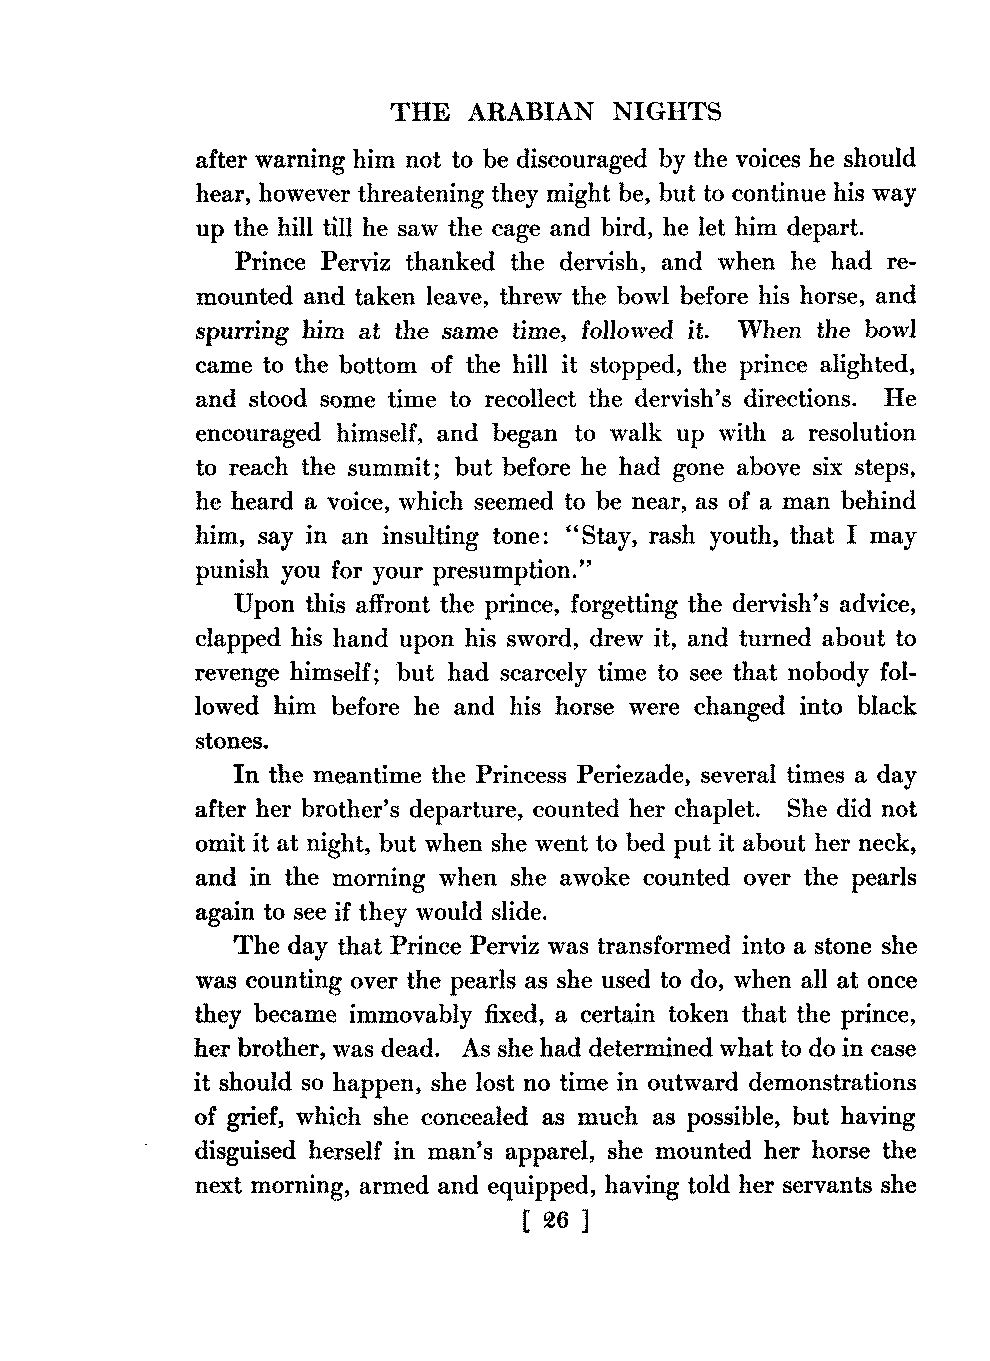 THE ARABIAN NIGHTS
after warning him not to be discouraged by the voices he should
hear, however threatening they might be, but to continue his way
up the hill till he saw the cage and bird, he let him depart.
Prince Perviz thanked the dervish, and when he had re-
mounted and taken leave, threw the bowl before his horse, and
spurring him at the same time, followed it. When the bowl
came to the bottom of the hill it stopped, the prince alighted,
and stood some time to recollect the dervish's directions. He
encouraged himself, and began to walk up with a resolution
to reach the summit; but before he had gone above six steps,
he heard a voice, which seemed to be near, as of a man behind
him, say in an insulting tone: "Stay, rash youth, that I may
punish you for your presumption."
Upon this affront the prince, forgetting the dervish's advice,
clapped his hand upon his sword, drew it, and turned about to
revenge himself; but had scarcely time to see that nobody fol-
lowed him before he and his horse were changed into black
stones.
In the meantime the Princess Periezade, several times a day
after her brother's departure, counted her chaplet. She did not
omit it at night, but when she went to bed put it about her neck,
and in the morning when she awoke counted over the pearls
again to see if they would slide.
The day that Prince Perviz was transformed into a stone she
was counting over the pearls as she used to do, when all at once
they became immovably fixed, a certain token that the prince,
her brother, was dead. As she had determined what to do in case
it should so happen, she lost no time in outward demonstrations
of grief, which she concealed as much as possible, but having
disguised herself in man's apparel, she mounted her horse the
next morning, armed and equipped, having told her servants she
[ 26 ]